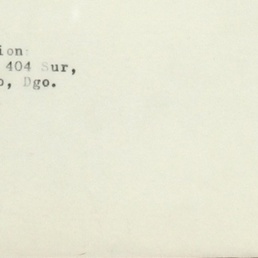 ion
404 Sur,
o, Dgo.